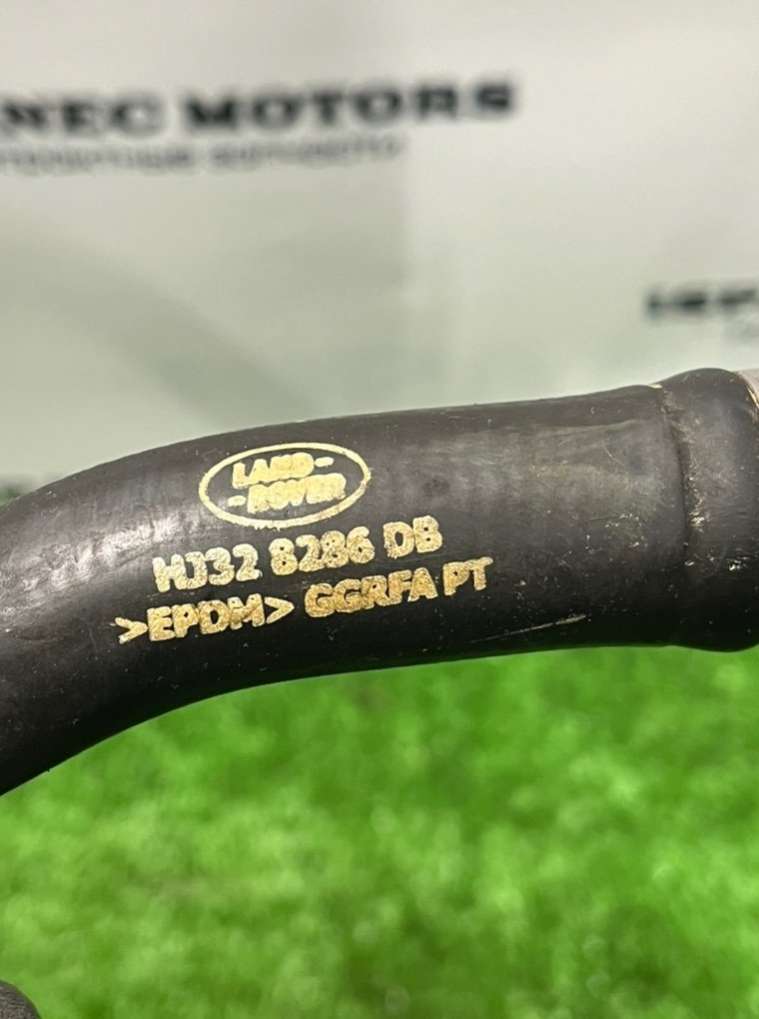 NEC MOTORS
LAND-
-ROVER
HJ32 8286 DB
>EPDM< GGRFA PT